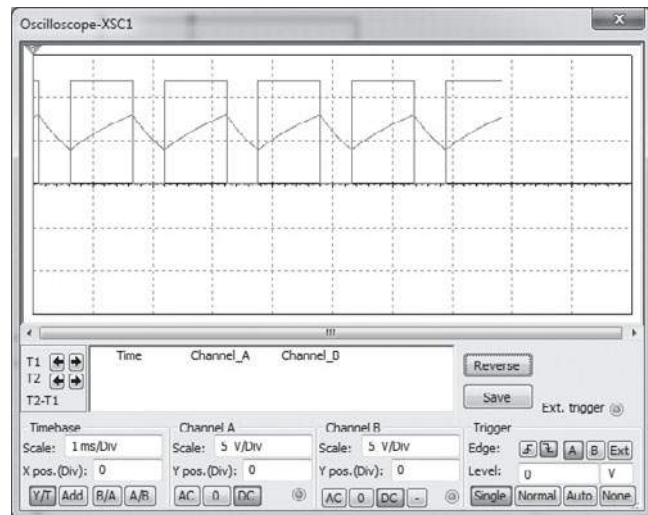 Oscilloscope-XSC1
x
T1
T2
T2-T1
Time Channel_A Channel_B
Reverse
Save
Ext. trigger
Timebase
Scale: 1 ms/Div
X pos.(Div): 0
Y/T Add B/A A/B
Channel A
Scale: 5 V/Div
Y pos.(Div): 0
AC 0 DC
Channel B
Scale: 5 V/Div
Y pos.(Div): 0
AC 0 DC -
Trigger
Edge: A B Ext
Level: 0 V
Single Normal Auto None